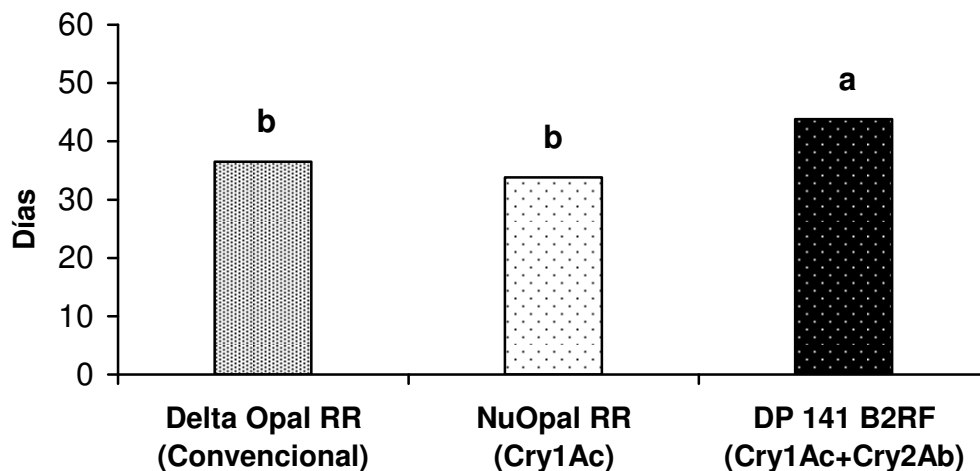 60
50
40
30
20
10
0
Días
b
b
a
Delta Opal RR
(Convencional)
NuOpal RR
(Cry1Ac)
DP 141 B2RF
(Cry1Ac+Cry2Ab)